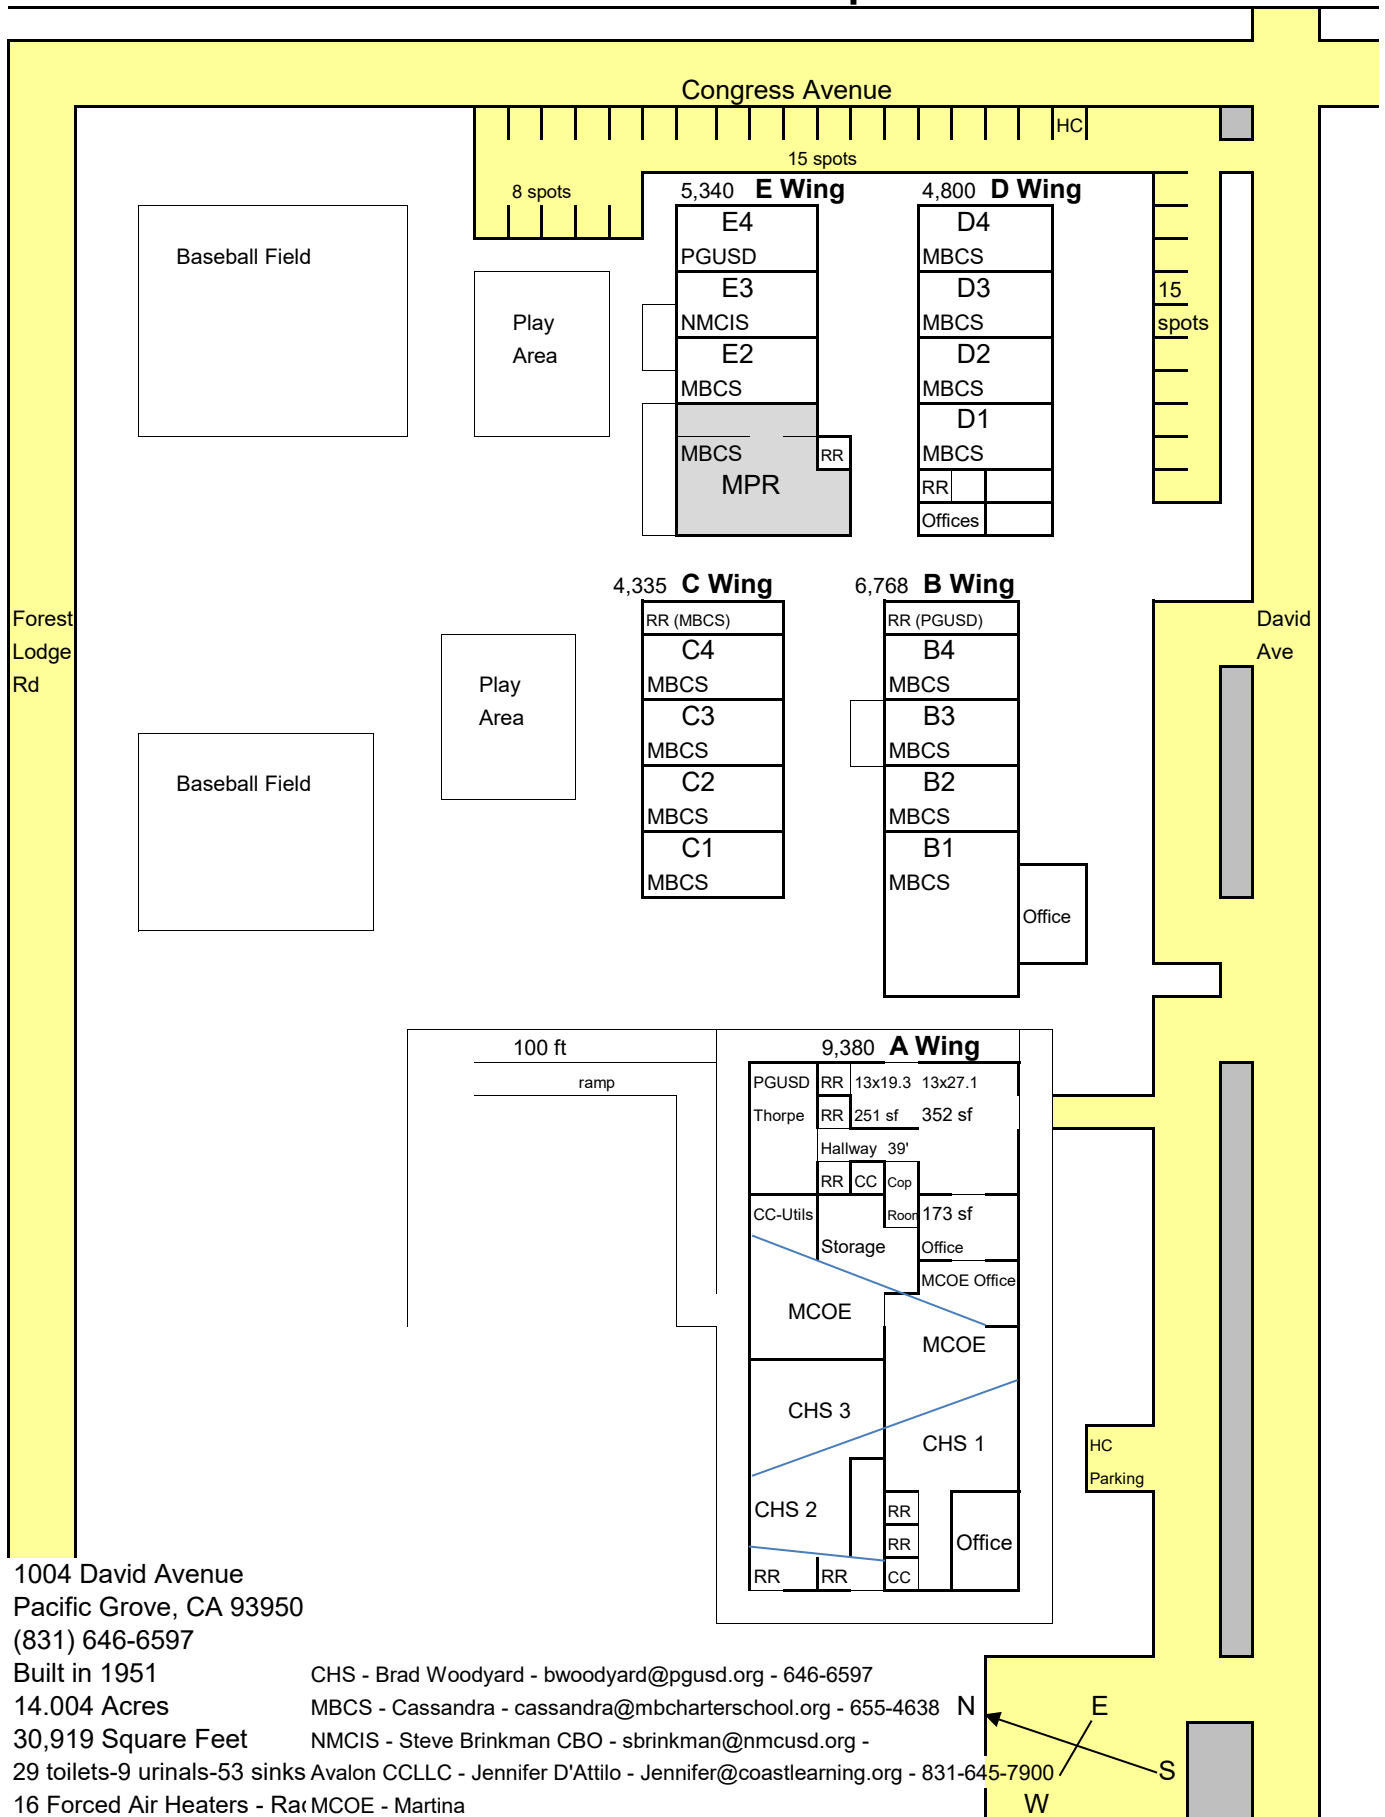 Congress Avenue
HC
15 spots
8 spots
5,340 E Wing
4,800 D Wing
E4
PGUSD
E3
NMCIS
E2
MBCS
MBCS
RR
MPR
D4
MBCS
D3
MBCS
D2
MBCS
D1
MBCS
RR
Offices
15
spots
Baseball Field
Play
Area
4,335 C Wing
6,768 B Wing
RR (MBCS)
C4
MBCS
C3
MBCS
C2
MBCS
C1
MBCS
RR (PGUSD)
B4
MBCS
B3
MBCS
B2
MBCS
B1
MBCS
Office
Forest
Lodge
Rd
David
Ave
Play
Area
Baseball Field
100 ft
ramp
9,380 A Wing
PGUSD RR 13x19.3 13x27.1
Thorpe RR 251 sf 352 sf
Hallway 39'
RR CC Cop
CC-Utils Room 173 sf
Storage Office
MCOE Office
MCOE
MCOE
CHS 3
CHS 1
HC
Parking
CHS 2
RR
RR
Office
RR RR CC
1004 David Avenue
Pacific Grove, CA 93950
(831) 646-6597
Built in 1951
14.004 Acres
30,919 Square Feet
29 toilets-9 urinals-53 sinks
16 Forced Air Heaters -
CHS - Brad Woodyard - bwoodyard@pgusd.org - 646-6597
MBCS - Cassandra - cassandra@mbcharterschool.org - 655-4638
NMCIS - Steve Brinkman CBO - sbrinkman@nmcusd.org -
Avalon CCLLC - Jennifer D'Attilo - Jennifer@coastlearning.org - 831-645-7900
MCOE - Martina
N
E
S
W